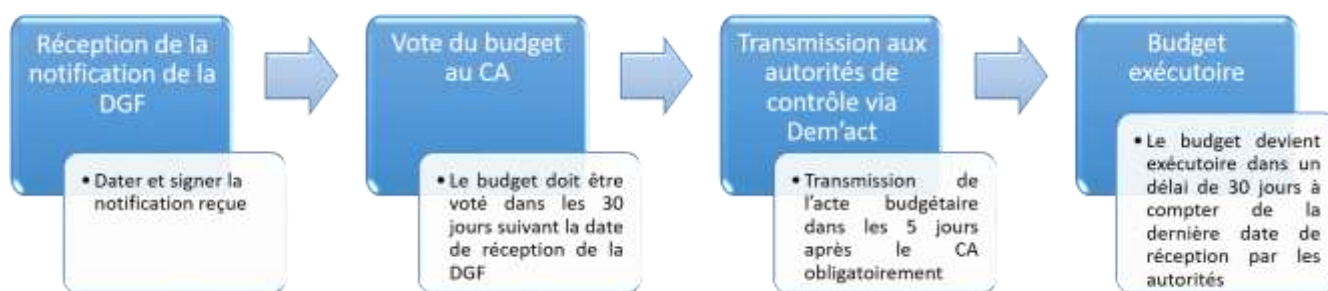 Réception de la
notification de la
DGF
• Dater et signer la
notification reçue
Vote du budget
au CA
• Le budget doit être
voté dans les 30
jours suivant la date
de réception de la
DGF
Transmission aux
autorités de
contrôle via
Dem'act
• Transmission de
l'acte budgétaire
dans les 5 jours
après le CA
obligatoirement
Budget
exécutoire
• Le budget devient
exécutoire dans un
délai de 30 jours à
compter de la
dernière date de
réception par les
autorités